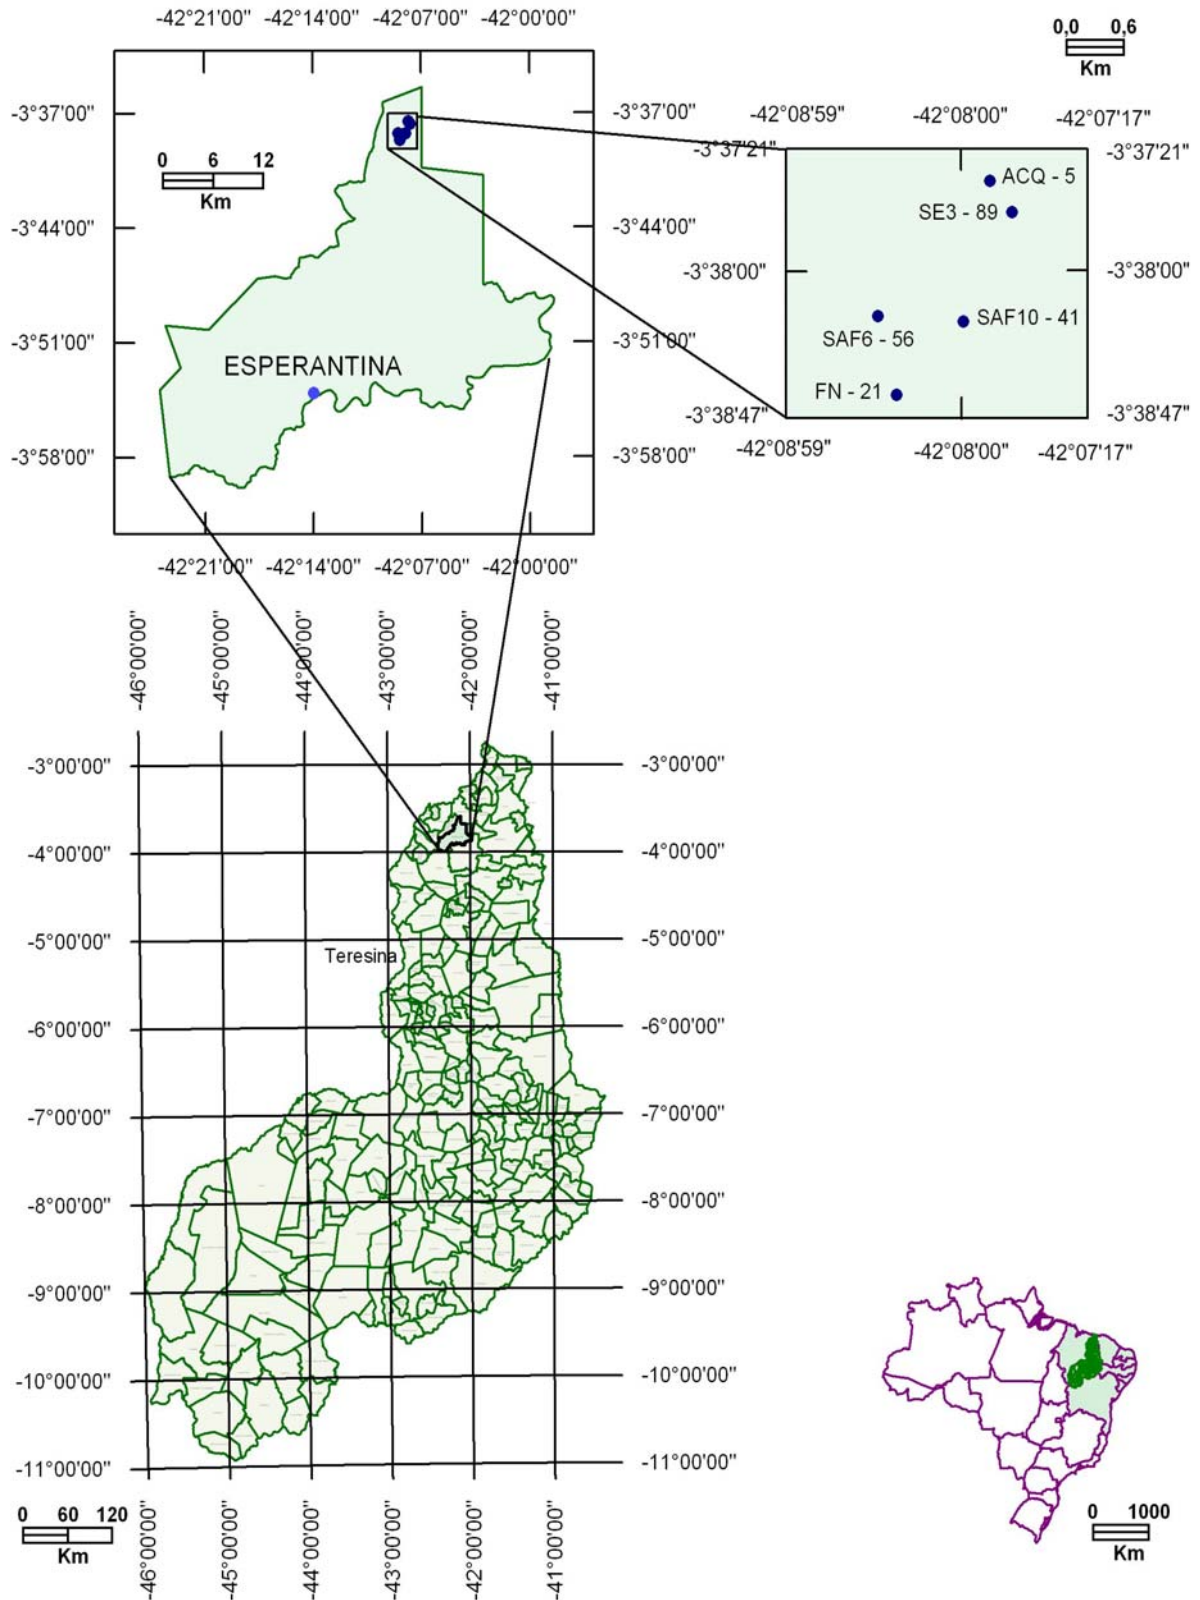 -42°21'00" -42°14'00" -42°07'00" -42°00'00"
0,0 0,6
Km
-3°37'00" -3°37'00"
-42°08'59" -42°08'00" -42°07'17"
-3°37'21" -3°37'21"
0 6 12
Km
ACQ - 5
SE3 - 89
-3°44'00" -3°44'00"
-3°38'00" -3°38'00"
SAF10 - 41
SAF6 - 56
-3°51'00" -3°51'00"
ESPERANTINA
FN - 21
-3°38'47" -3°38'47"
-42°08'59" -42°08'00" -42°07'17"
-3°58'00" -3°58'00"
-42°21'00" -42°14'00" -42°07'00" -42°00'00"
-46°00'00" -45°00'00" -44°00'00" -43°00'00" -42°00'00" -41°00'00"
-3°00'00" -3°00'00"
-4°00'00" -4°00'00"
-5°00'00" -5°00'00"
Teresina
-6°00'00" -6°00'00"
-7°00'00" -7°00'00"
-8°00'00" -8°00'00"
-9°00'00" -9°00'00"
-10°00'00" -10°00'00"
-11°00'00" -11°00'00"
0 60 120
Km
0 1000
Km
-46°00'00" -45°00'00" -44°00'00" -43°00'00" -42°00'00" -41°00'00"